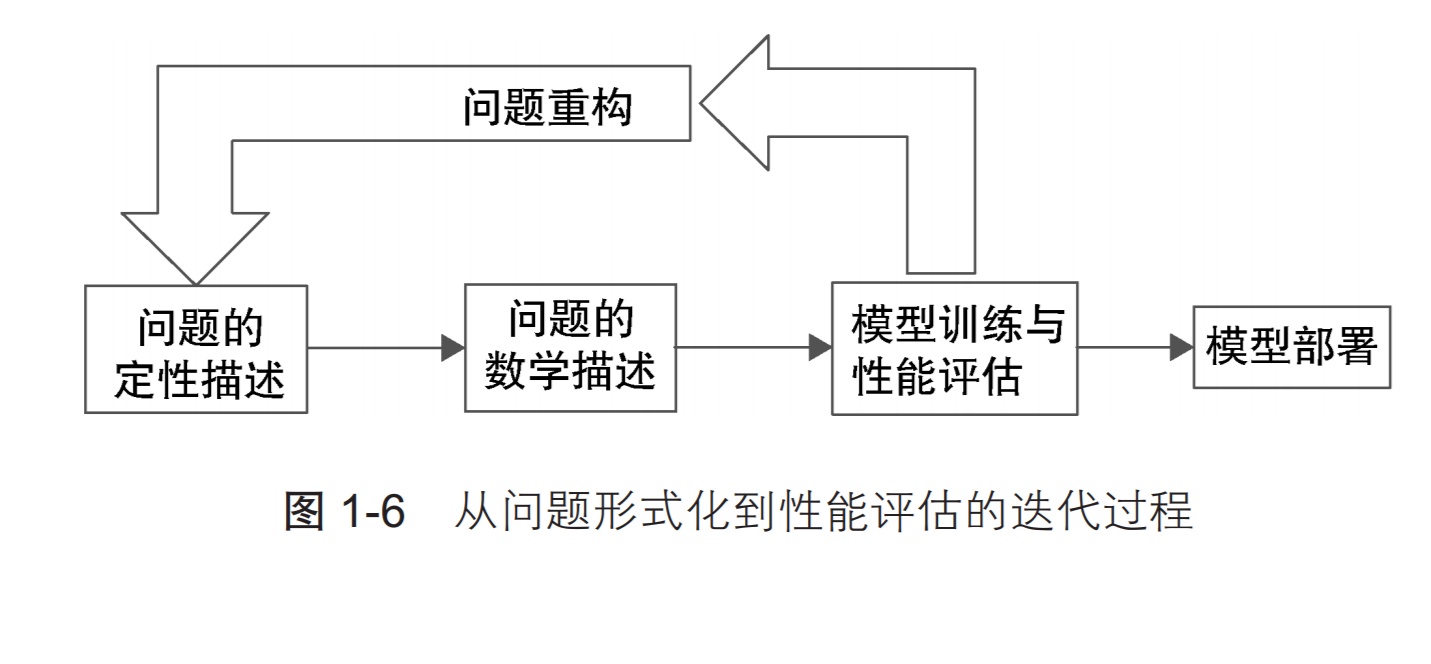 问题重构
问题的
定性描述
问题的
数学描述
模型训练与
性能评估
模型部署
图 1-6 从问题形式化到性能评估的迭代过程